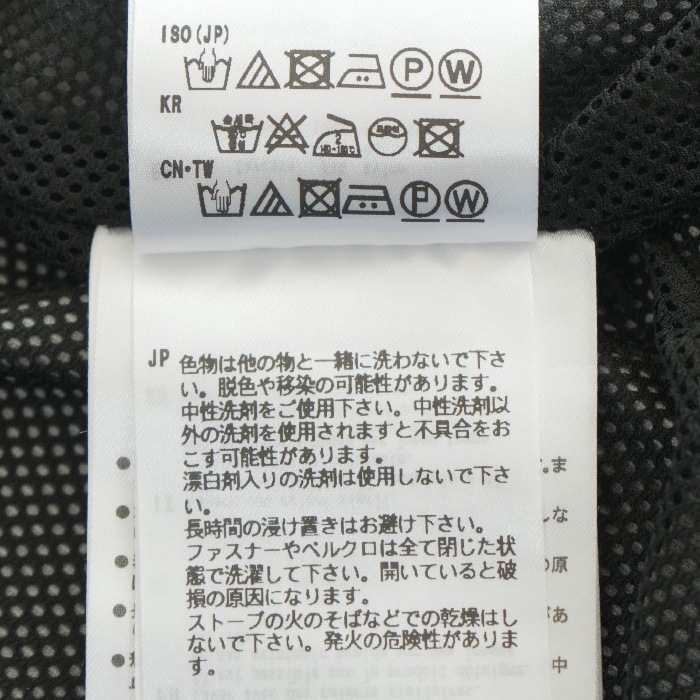 ISO(JP)
P W
KR
CN・TW
P W
JP 色物は他の物と一緒に洗わないで下さ
い。脱色や移染の可能性があります。
中性洗剤をご使用下さい。中性洗剤以
外の洗剤を使用されますと不具合をお
こす可能性があります。
漂白剤入りの洗剤は使用しないで下さ
い。
長時間の浸け置きはお避け下さい。
ファスナーやベルクロは全て閉じた状
態で洗濯して下さい。開いていると破
損の原因になります。
ストーブの火のそばなどでの乾燥はし
ないで下さい。発火の危険性がありま
す。
ま
な
原
あ
中